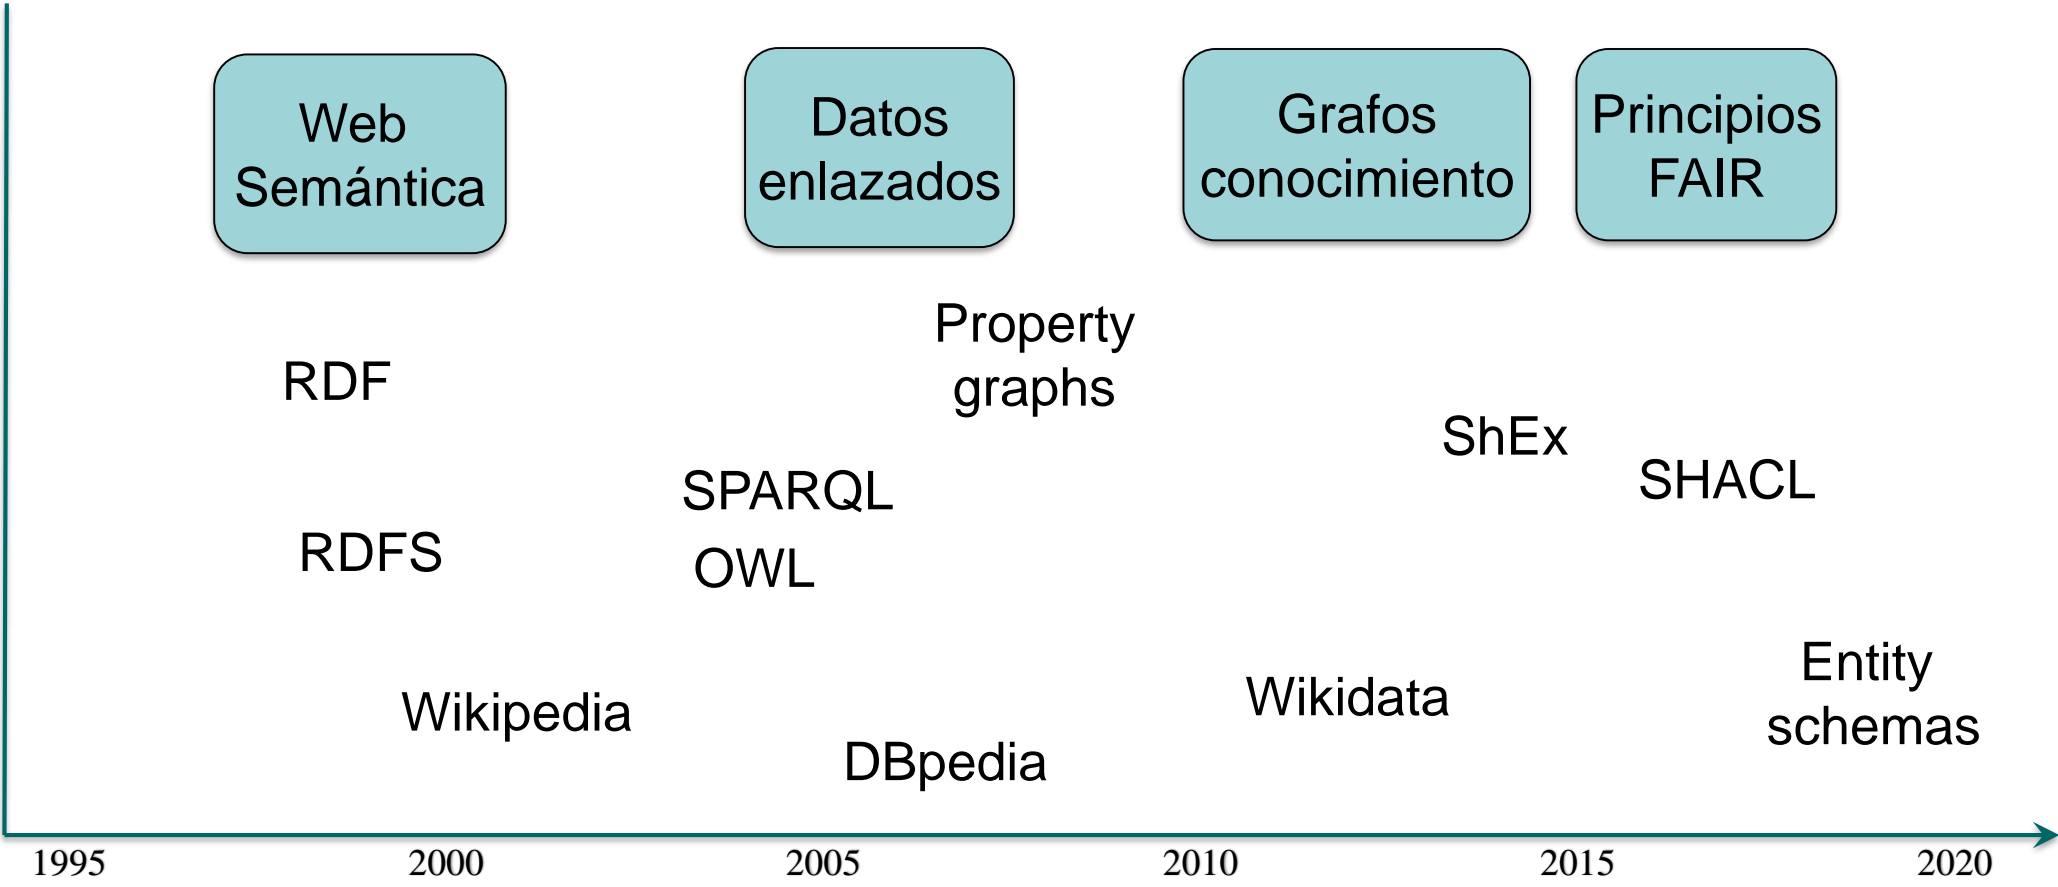 Web
Semántica
Datos
enlazados
Grafos
conocimiento
Principios
FAIR
Property
graphs
RDF
ShEx
SHACL
SPARQL
RDFS
OWL
Entity
schemas
Wikipedia
Wikidata
DBpedia
1995
2000
2005
2010
2015
2020